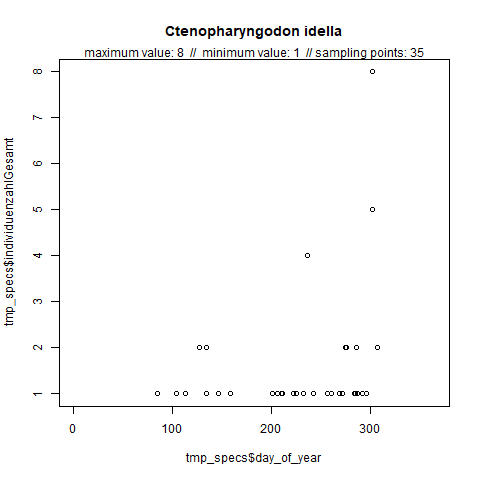 Ctenopharyngodon idella
maximum value: 8 // minimum value: 1 // sampling points: 35
8
7
6
5
4
3
2
1
tmp_specs$individuenzahlGesamt
0 100 200 300
tmp_specs$day_of_year